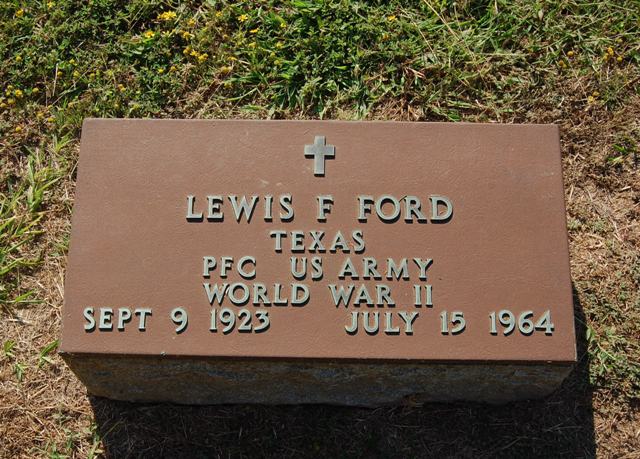 LEWIS F FORD
TEXAS
PFC US ARMY
WORLD WAR II
SEPT 9 1923 JULY 15 1964